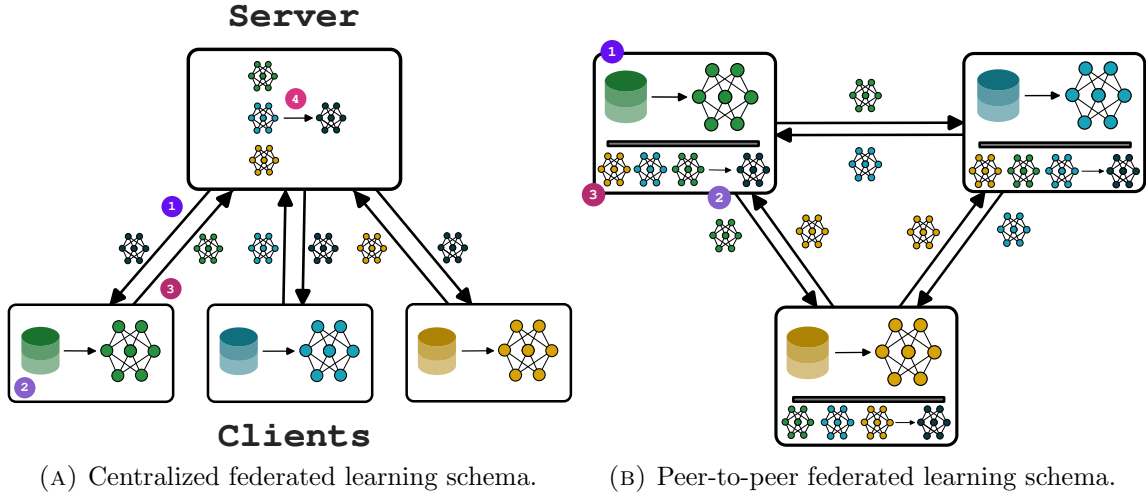 Server
4
1
3
2
Clients
(A) Centralized federated learning schema.
1
3
2
(B) Peer-to-peer federated learning schema.